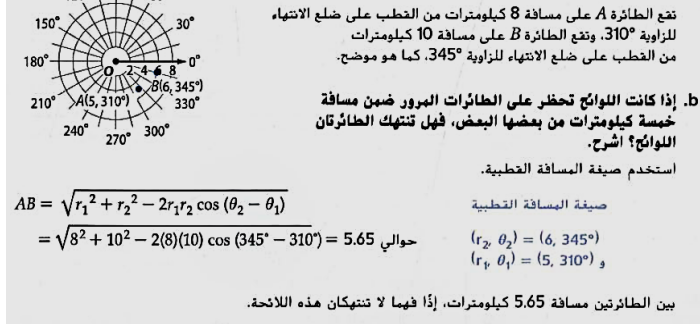 تقع الطائرة A على مسافة 8 كيلومترات من القطب على ضلع الانتهاء
للزاوية 310°. وتقع الطائرة B على مسافة 10 كيلومترات
من القطب على ضلع الانتهاء للزاوية 345°. كما هو موضح.
150° 30°
180° 0°
O 2 4 6 8
B(6, 345°)
A(5, 310°)
210° 330°
240° 270° 300°
b. إذا كانت اللوائح تحظر على الطائرات المرور ضمن مسافة
خمسة كيلومترات من بعضها البعض، فهل تنتهك الطائرتان
اللوائح؟ اشرح.
استخدم صيغة المسافة القطبية.
AB = √r₁² + r₂² − 2r₁r₂ cos (θ₂ − θ₁) صيغة المسافة القطبية
= √8² + 10² − 2(8)(10) cos (345° − 310°) = 5.65 حوالي (r₂, θ₂) = (6, 345°)
و (r₁, θ₁) = (5, 310°)
بين الطائرتين مسافة 5.65 كيلومترات، إذًا فهما لا تنتهكان هذه اللائحة.